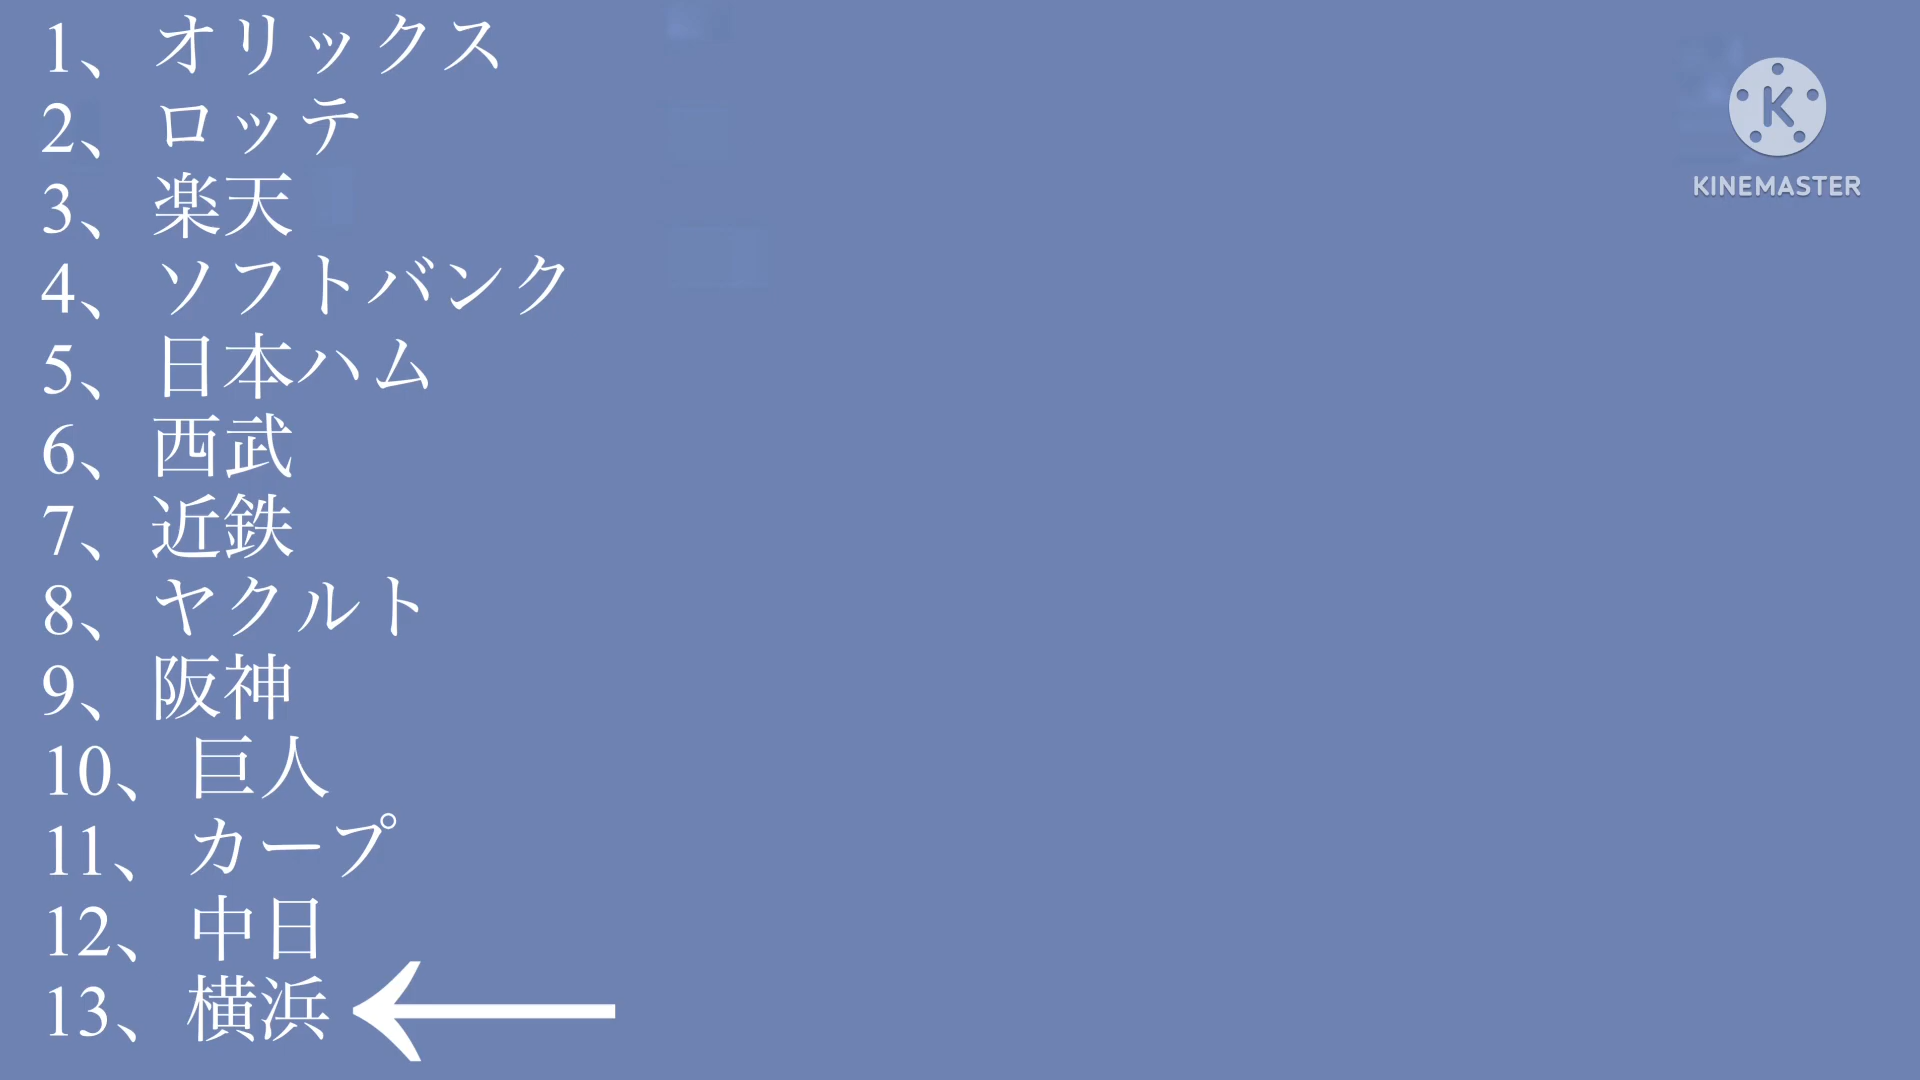 1、オリックス
2、ロッテ
3、楽天
4、ソフトバンク
5、日本ハム
6、西武
7、近鉄
8、ヤクルト
9、阪神
10、巨人
11、カープ
12、中日
13、横浜
K
KINEMASTER